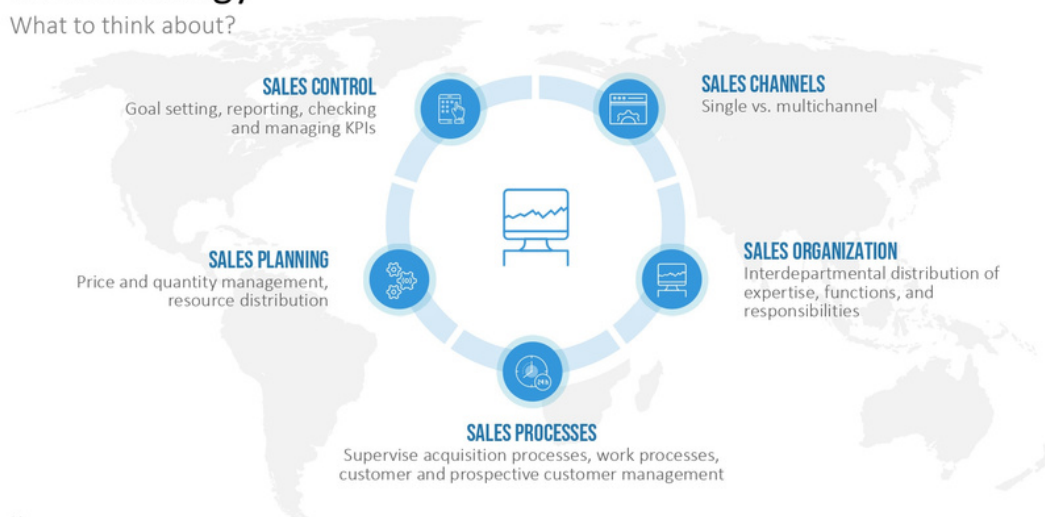 What to think about?
SALES CONTROL
Goal setting, reporting, checking
and managing KPIs
SALES CHANNELS
Single vs. multichannel
SALES PLANNING
Price and quantity management,
resource distribution
SALES ORGANIZATION
Interdepartmental distribution of
expertise, functions, and
responsibilities
SALES PROCESSES
Supervise acquisition processes, work processes,
customer and prospective customer management